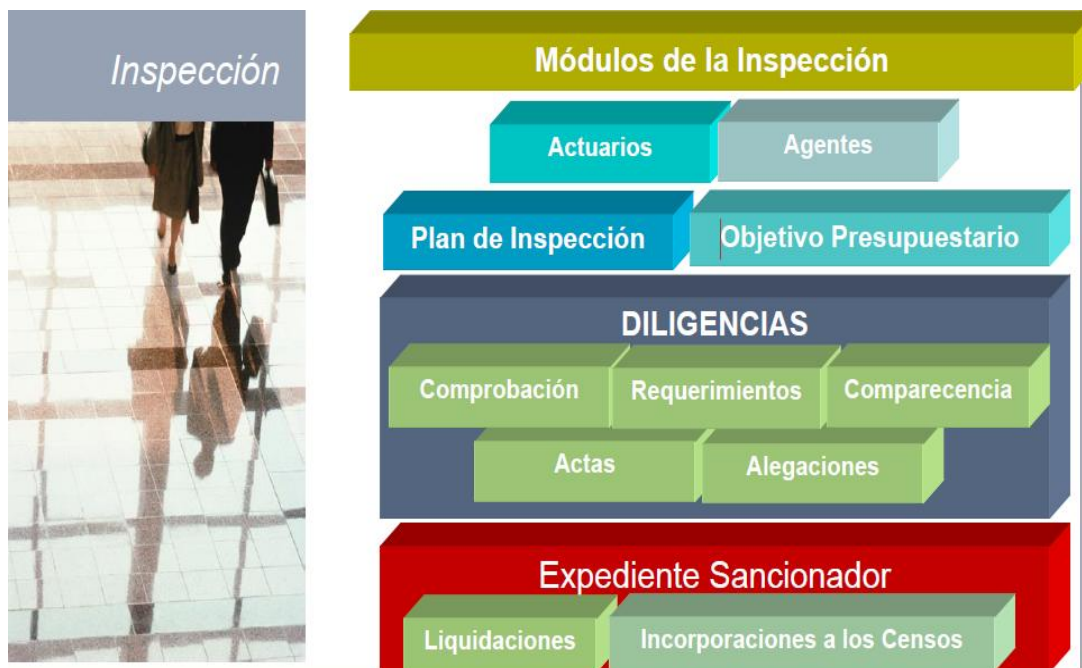 Inspección
Módulos de la Inspección
Actuarios
Agentes
Plan de Inspección
Objetivo Presupuestario
DILIGENCIAS
Comprobación
Requerimientos
Comparecencia
Actas
Alegaciones
Expediente Sancionador
Liquidaciones
Incorporaciones a los Censos